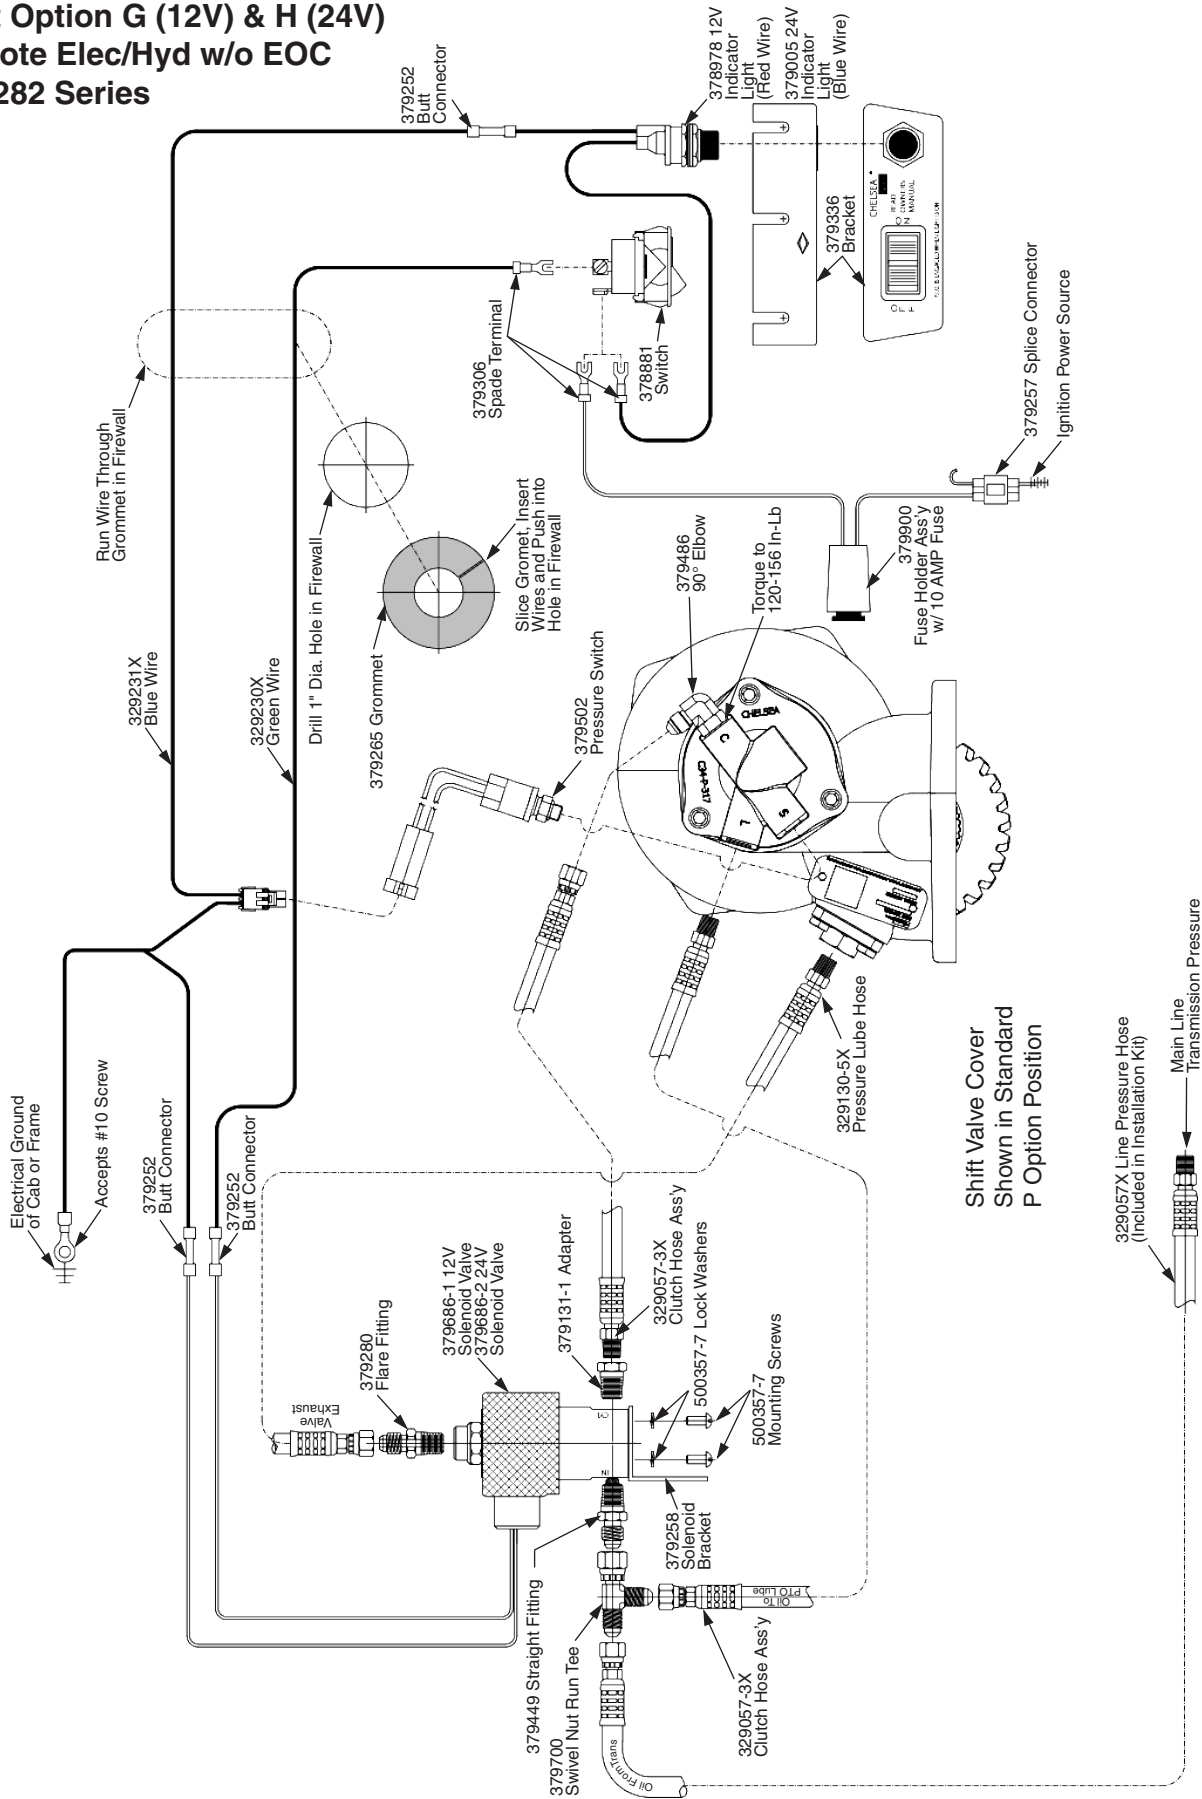 : Option G (12V) & H (24V)
ote Elec/Hyd w/o EOC
282 Series
379252
Butt
Connector
378978 12V
Indicator
Light
(Red Wire)
379005 24V
Indicator
Light
(Blue Wire)
379336
Bracket
CHELSEA
READ
OWNERS
MANUAL
ON
OFF
379257 Splice Connector
Ignition Power Source
379306
Spade Terminal
378881
Switch
Run Wire Through
Grommet in Firewall
Drill 1" Dia. Hole in Firewall
379265 Grommet
Slice Gromet, Insert
Wires and Push into
Hole in Firewall
379900
Fuse Holder Ass'y
w/10 AMP Fuse
379486
90° Elbow
Torque to
120-156 In-Lb
329231X
Blue Wire
329230X
Green Wire
379502
Pressure Switch
CHELSEA
C34-P-317
C
L
S
329130-5X
Pressure Lube Hose
Shift Valve Cover
Shown in Standard
P Option Position
Electrical Ground
of Cab or Frame
Accepts #10 Screw
379252
Butt Connector
379252
Butt Connector
Valve
Exhaust
379280
Flare Fitting
379686-1 12V
Solenoid Valve
379686-2 24V
Solenoid Valve
379131-1 Adapter
329057-3X
Clutch Hose Ass'y
500357-7 Lock Washers
500357-7
Mounting Screws
IN
379258
Solenoid
Bracket
379449 Straight Fitting
379700
Swivel Nut Run Tee
Oil From Trans
Oil To
PTO Lube
329057-3X
Clutch Hose Ass'y
329057X Line Pressure Hose
(Included in Installation Kit)
Main Line
Transmission Pressure